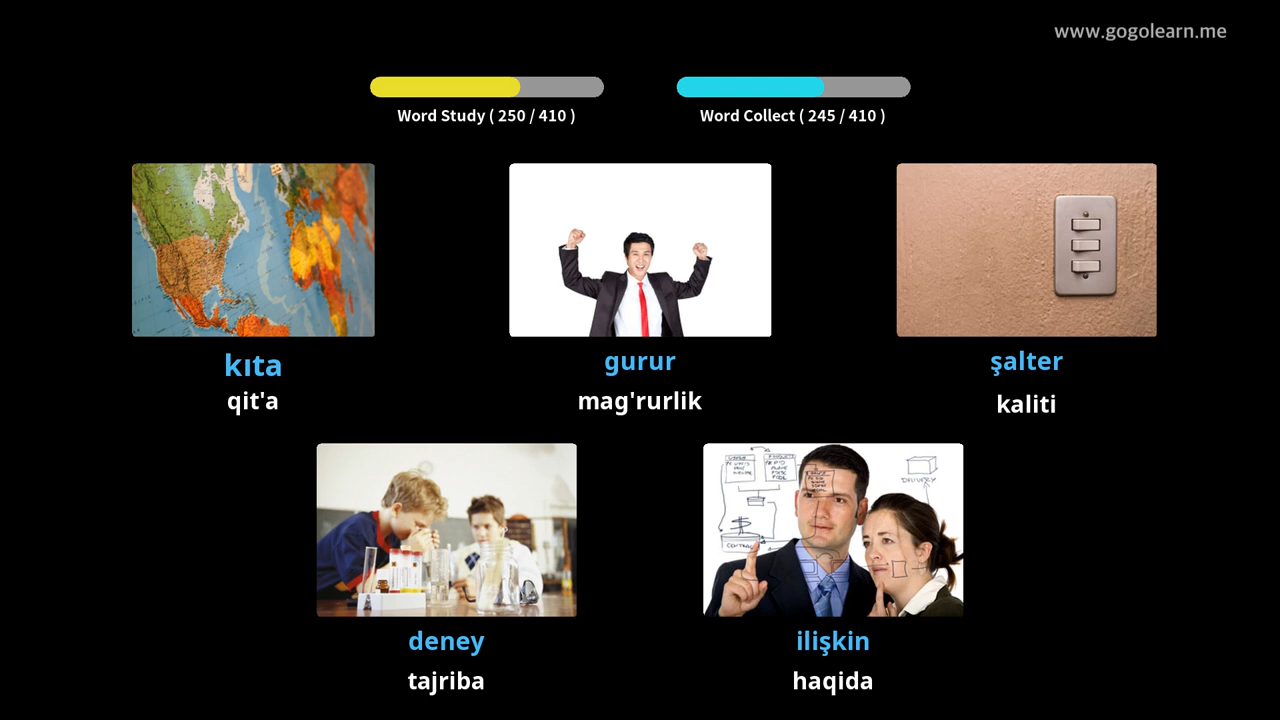 www.gogolearn.me
Word Study ( 250 / 410 )
Word Collect ( 245 / 410 )
kıta
qit'a
gurur
mag'rurlik
şalter
kaliti
deney
tajriba
ilişkin
haqida